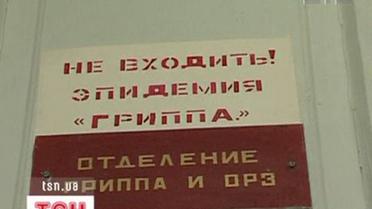 НЕ ВХОДИТЬ!
ЭПИДЕМИЯ
«ГРИППА.»
ОТДЕЛЕНИЕ
ГРИППА И ОРЗ
tsn.ua
ТСН